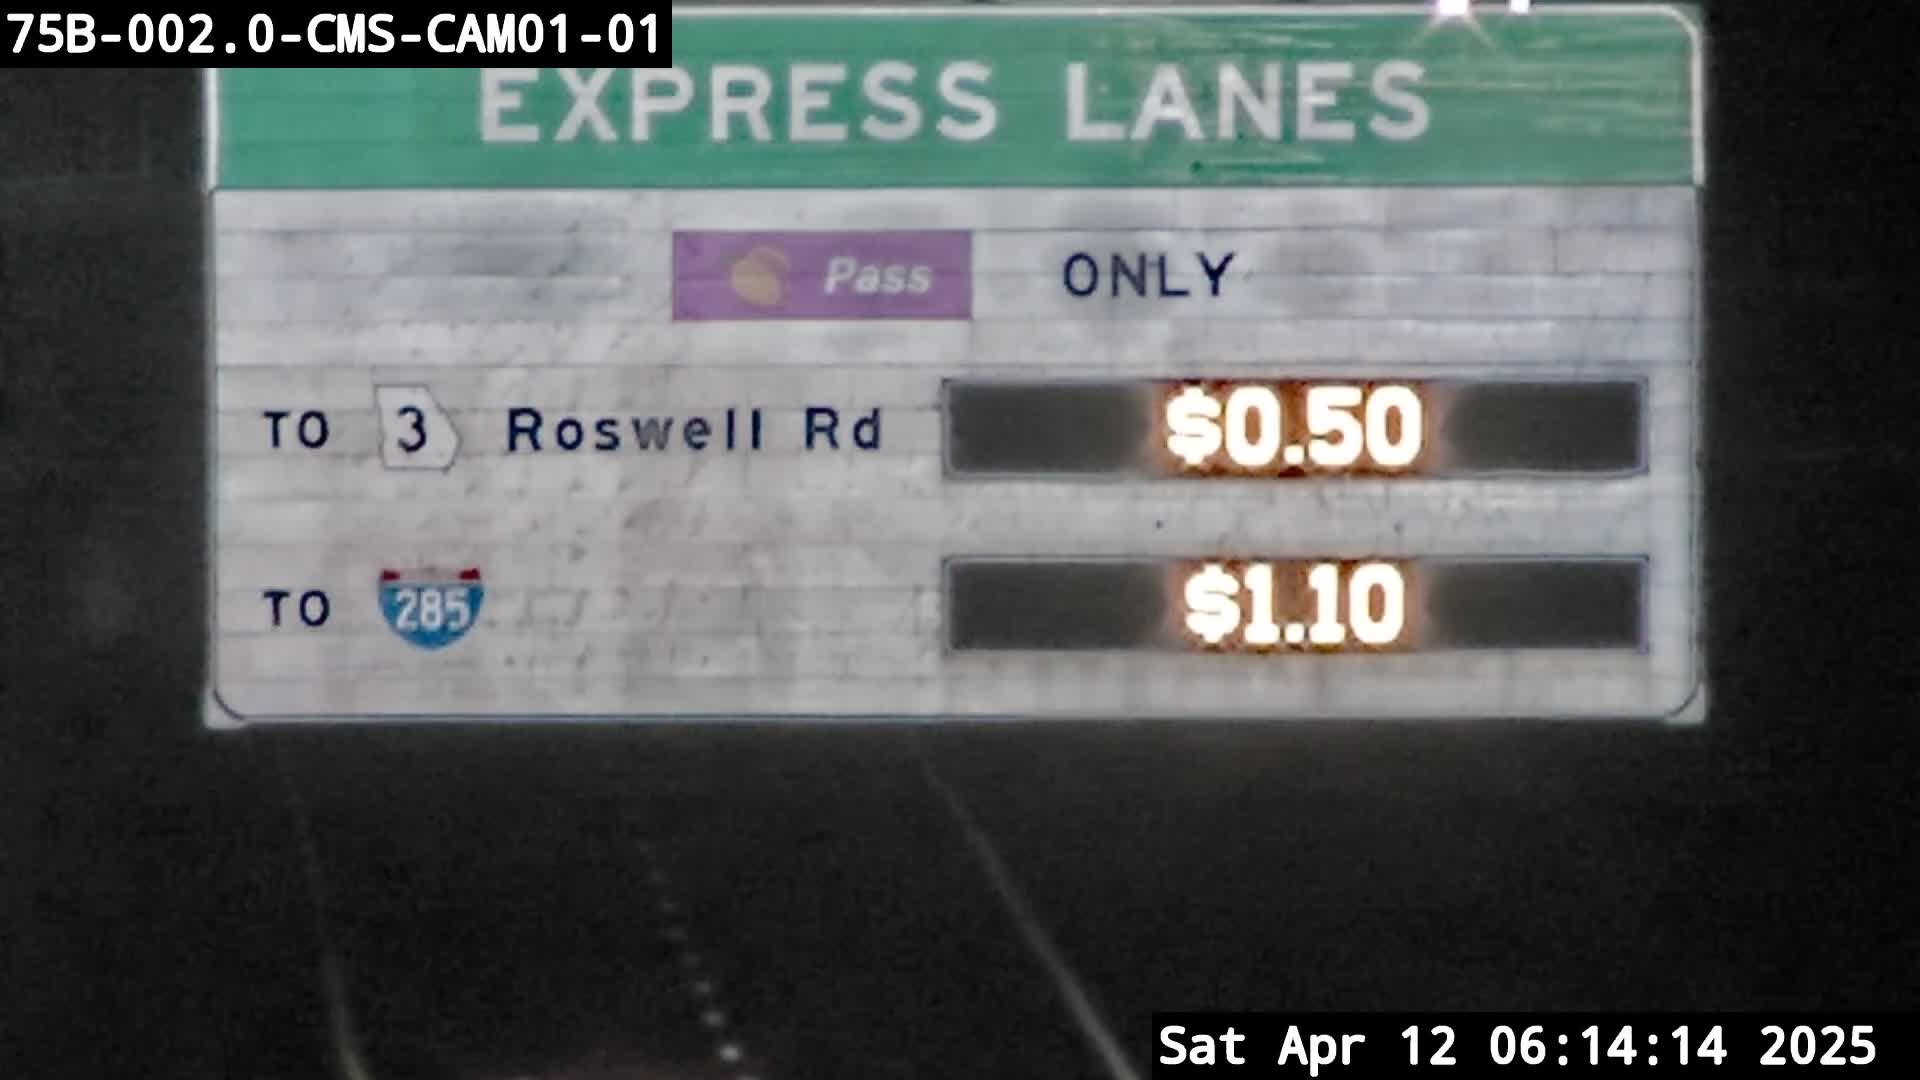 75B-002.0-CMS-CAM01-01
EXPRESS LANES
Pass ONLY
TO 3 Roswell Rd $0.50
TO 285 $1.10
Sat Apr 12 06:14:14 2025